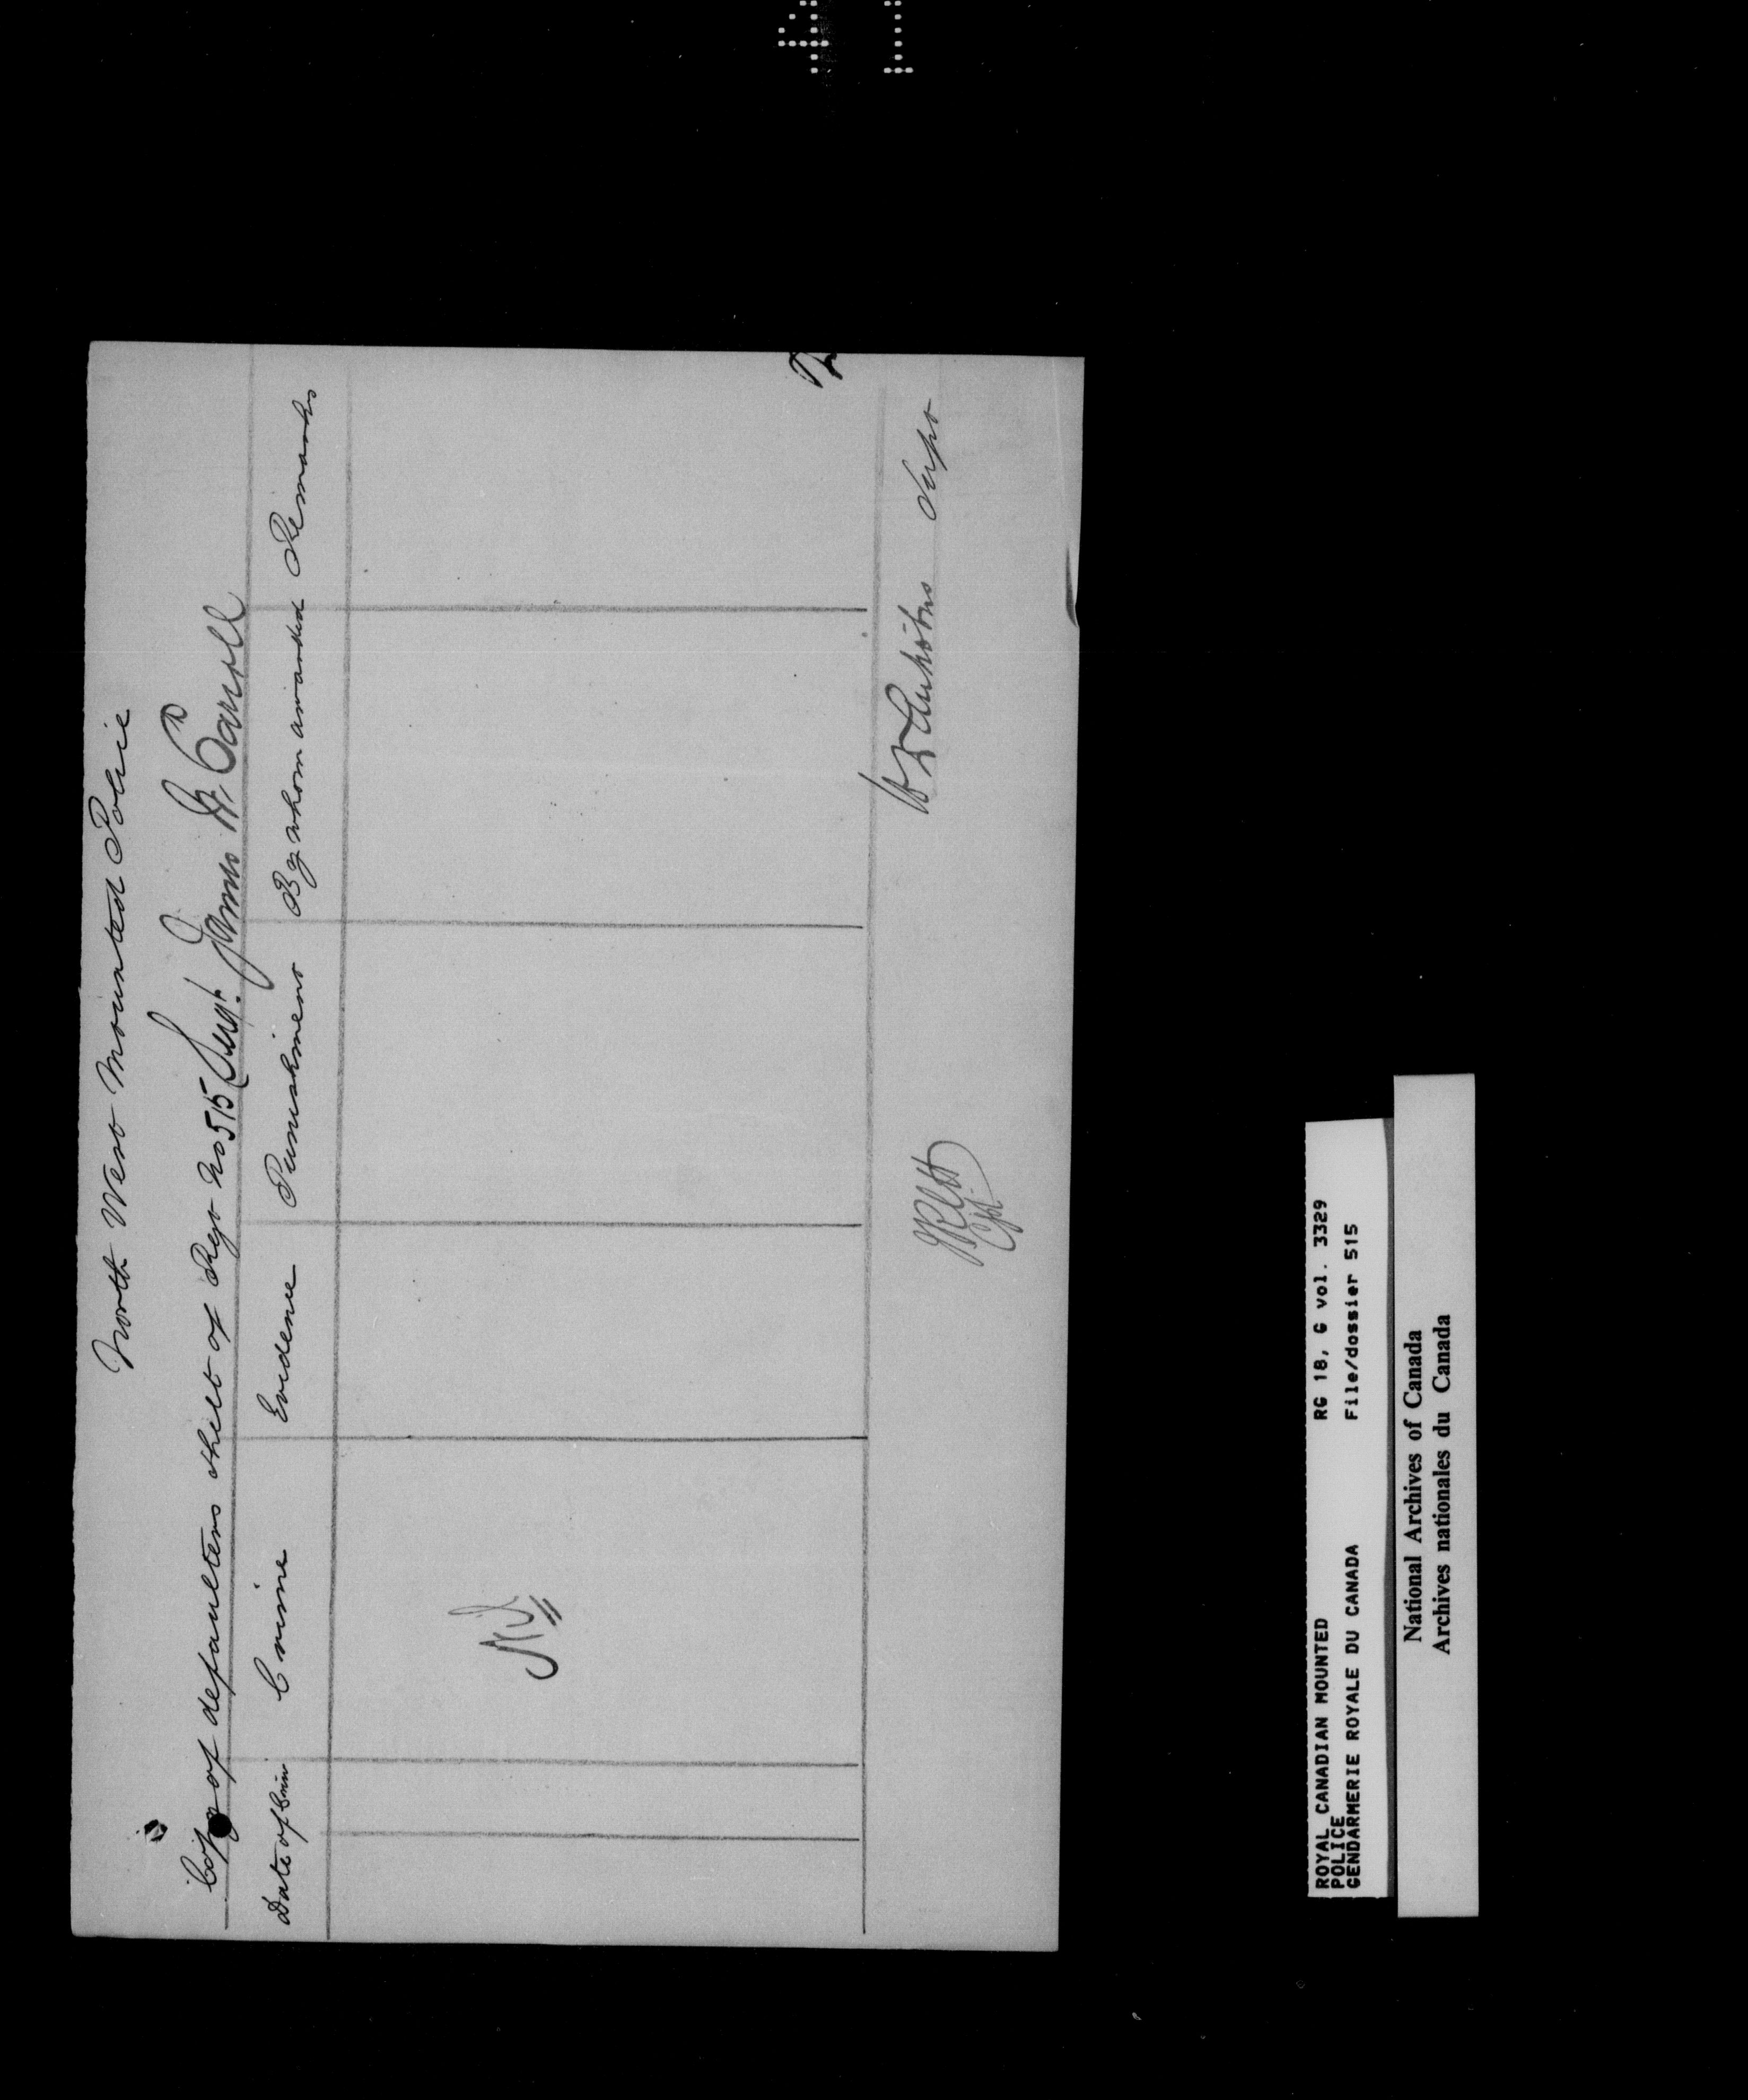 North West Mounted Police
Copy of defaulters sheet of Regt No 515 Sergt. James H. Carroll
Date of Crime Crime Evidence Punishment By whom awarded Remarks
Nil
Supt
Cpl.
ROYAL CANADIAN MOUNTED RG 18, G vol. 3329
POLICE
GENDARMERIE ROYALE DU CANADA File/dossier 515
National Archives of Canada
Archives nationales du Canada